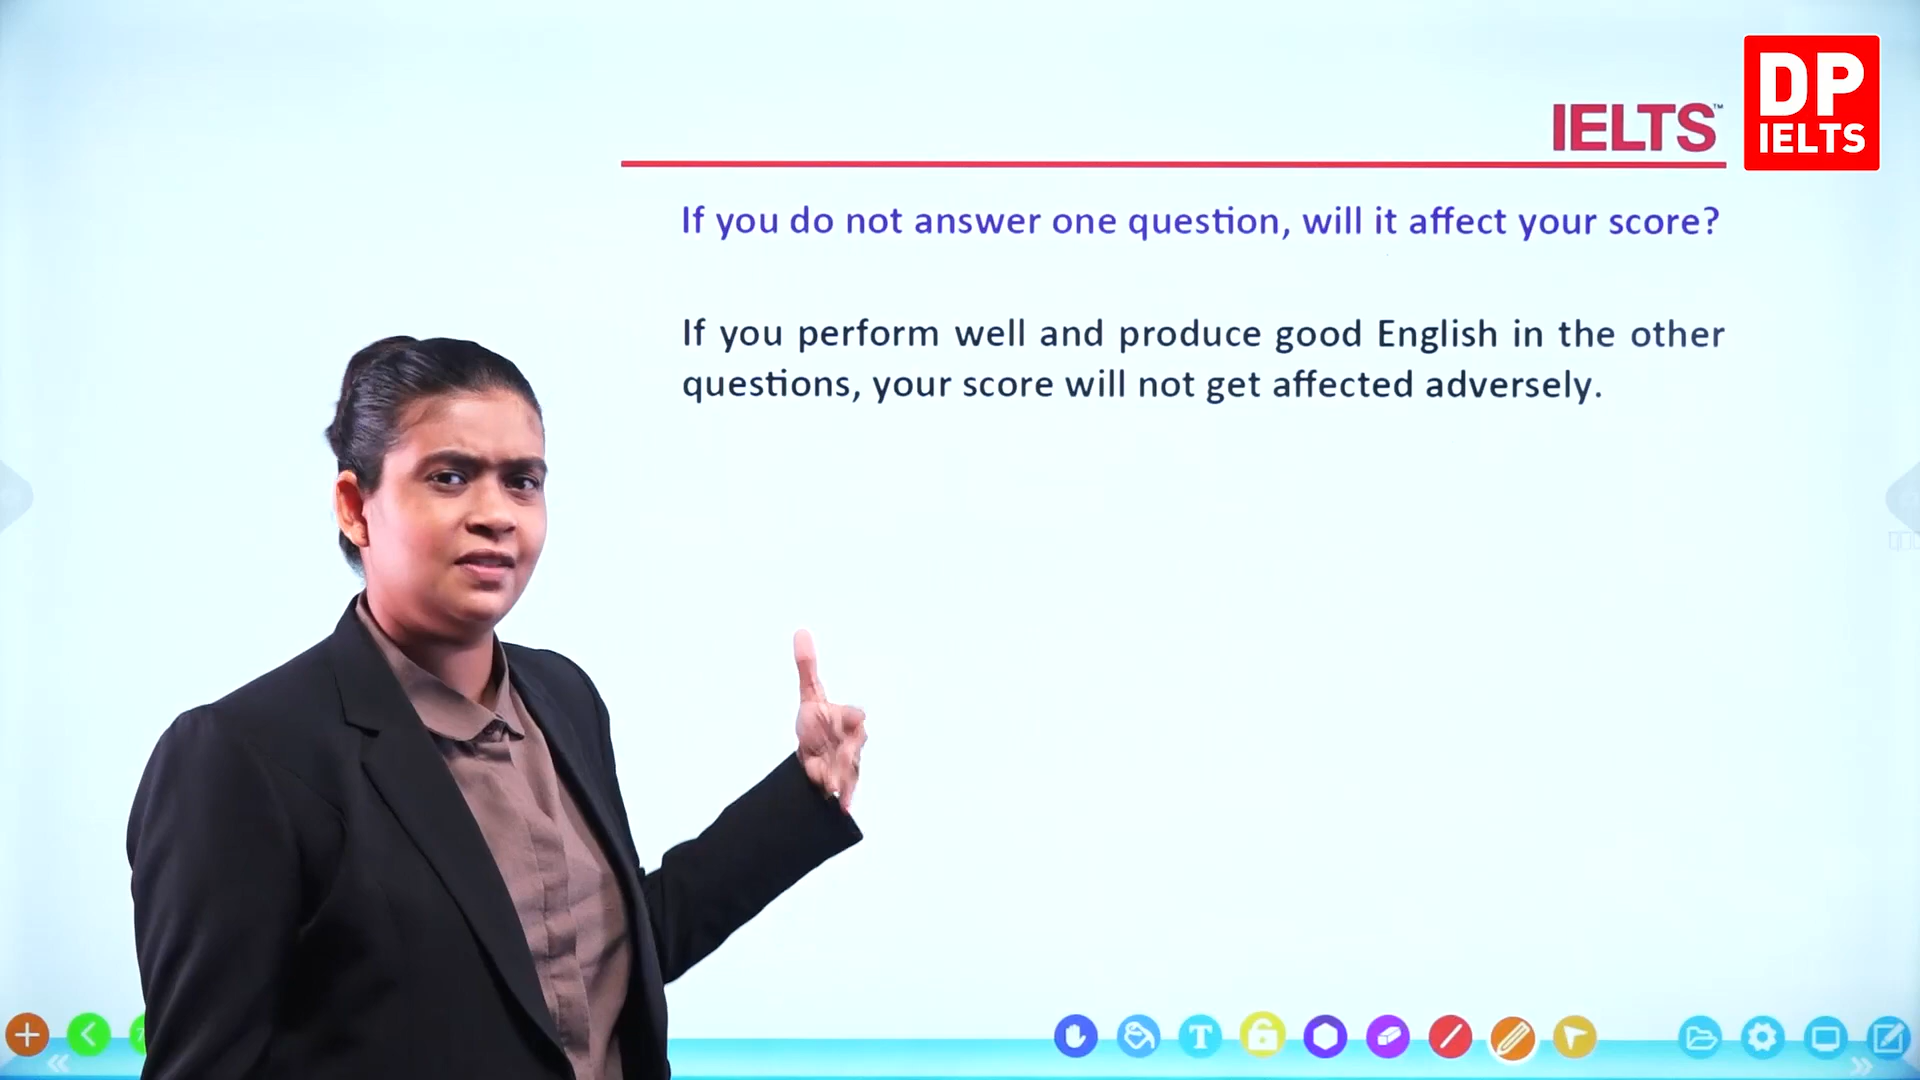 DP
IELTS
IELTS™
If you do not answer one question, will it affect your score?
If you perform well and produce good English in the other
questions, your score will not get affected adversely.
T